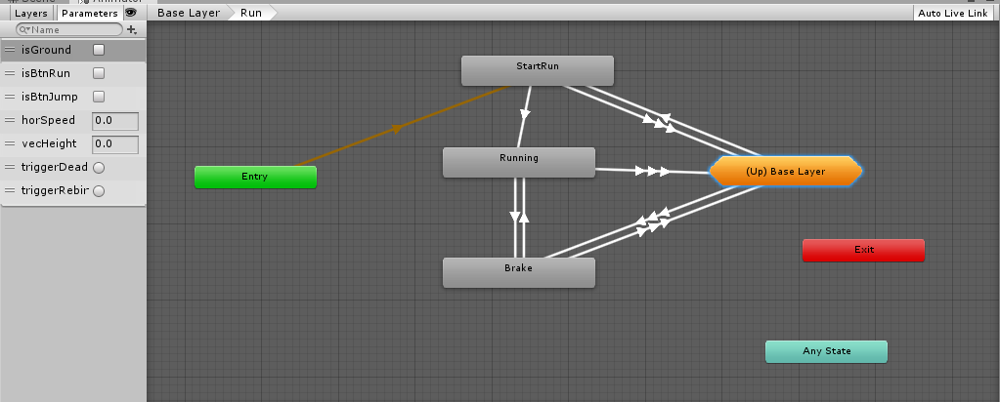 Layers Parameters
Base Layer Run
Auto Live Link
Name
isGround
isBtnRun
isBtnJump
horSpeed 0.0
vecHeight 0.0
triggerDead
triggerRebir
StartRun
Running
Entry
(Up) Base Layer
Exit
Brake
Any State